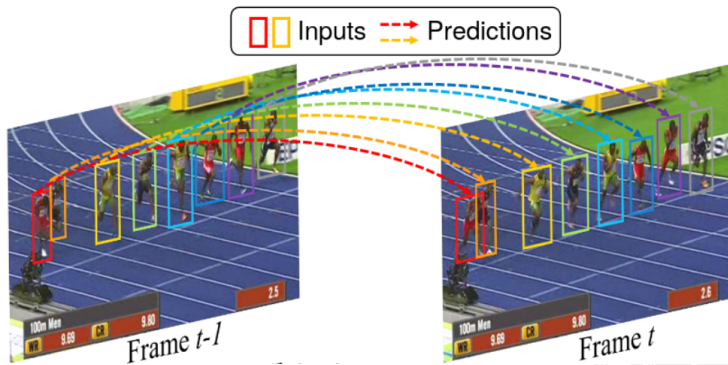 Inputs Predictions
100m Men
WR 9.69 CR 9.80
2.5
Frame t-1
100m Men
WR 9.69 CR 9.80
2.6
Frame t